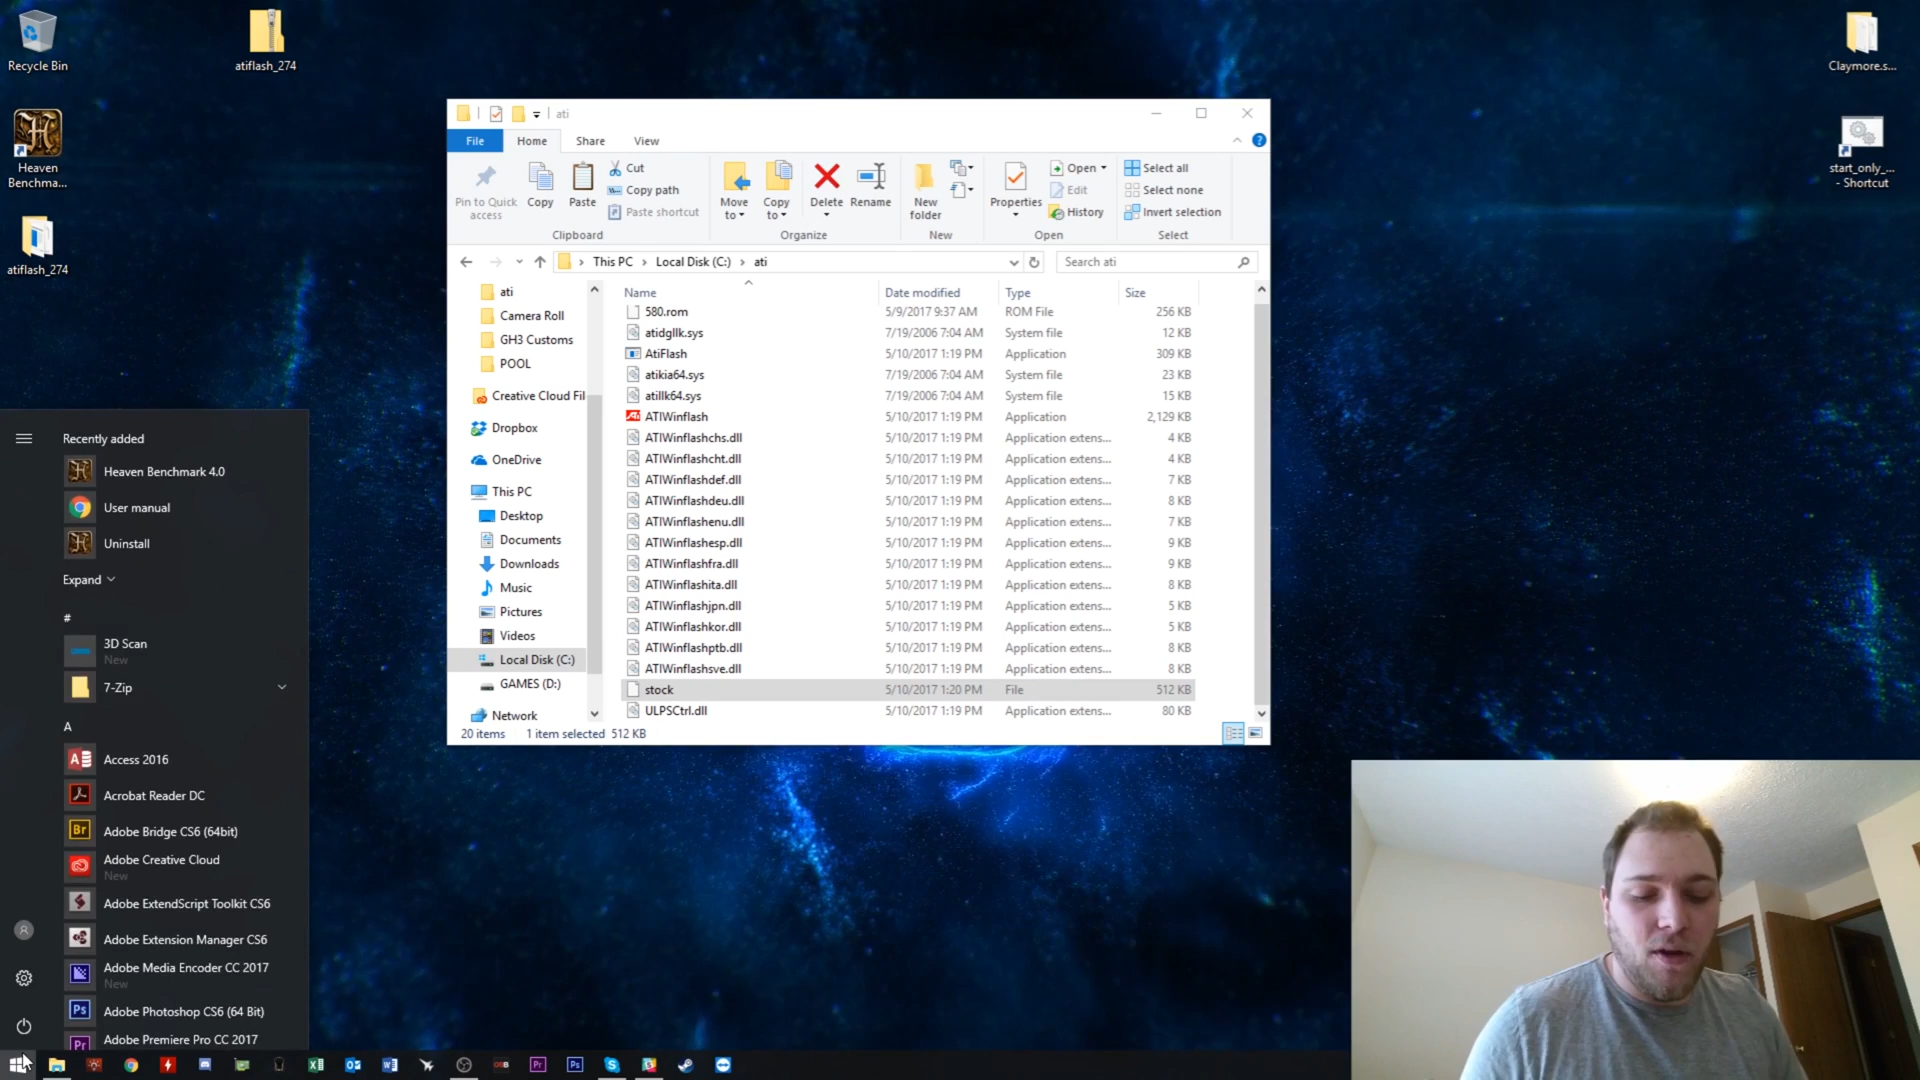 Recycle Bin
atiflash_274
Heaven
Benchma...
atiflash_274
Claymore.s...
start_only_...
- Shortcut
ati
File
Home
Share
View
Pin to Quick
access
Copy
Paste
Cut
Copy path
Paste shortcut
Clipboard
Move
to
Copy
to
Delete
Rename
Organize
New
folder
New
Properties
Open
Edit
History
Open
Select all
Select none
Invert selection
Select
This PC
Local Disk (C:)
ati
Search ati
ati
Camera Roll
GH3 Customs
POOL
Creative Cloud Fil
Dropbox
OneDrive
This PC
Desktop
Documents
Downloads
Music
Pictures
Videos
Local Disk (C:)
GAMES (D:)
Network
Name Date modified Type Size
580.rom 5/9/2017 9:37 AM ROM File 256 KB
atidgllk.sys 7/19/2006 7:04 AM System file 12 KB
AtiFlash 5/10/2017 1:19 PM Application 309 KB
atikia64.sys 7/19/2006 7:04 AM System file 23 KB
atillk64.sys 7/19/2006 7:04 AM System file 15 KB
ATIWinflash 5/10/2017 1:19 PM Application 2,129 KB
ATIWinflashchs.dll 5/10/2017 1:19 PM Application extens... 4 KB
ATIWinflashcht.dll 5/10/2017 1:19 PM Application extens... 4 KB
ATIWinflashdef.dll 5/10/2017 1:19 PM Application extens... 7 KB
ATIWinflashdeu.dll 5/10/2017 1:19 PM Application extens... 8 KB
ATIWinflashenu.dll 5/10/2017 1:19 PM Application extens... 7 KB
ATIWinflashesp.dll 5/10/2017 1:19 PM Application extens... 9 KB
ATIWinflashfra.dll 5/10/2017 1:19 PM Application extens... 9 KB
ATIWinflashita.dll 5/10/2017 1:19 PM Application extens... 8 KB
ATIWinflashjpn.dll 5/10/2017 1:19 PM Application extens... 5 KB
ATIWinflashkor.dll 5/10/2017 1:19 PM Application extens... 5 KB
ATIWinflashptb.dll 5/10/2017 1:19 PM Application extens... 8 KB
ATIWinflashsve.dll 5/10/2017 1:19 PM Application extens... 8 KB
stock 5/10/2017 1:20 PM File 512 KB
ULPSCtrl.dll 5/10/2017 1:19 PM Application extens... 80 KB
20 items 1 item selected 512 KB
Recently added
Heaven Benchmark 4.0
User manual
Uninstall
Expand
#
3D Scan
New
7-Zip
A
Access 2016
Acrobat Reader DC
Adobe Bridge CS6 (64bit)
Adobe Creative Cloud
New
Adobe ExtendScript Toolkit CS6
Adobe Extension Manager CS6
Adobe Media Encoder CC 2017
New
Adobe Photoshop CS6 (64 Bit)
Adobe Premiere Pro CC 2017